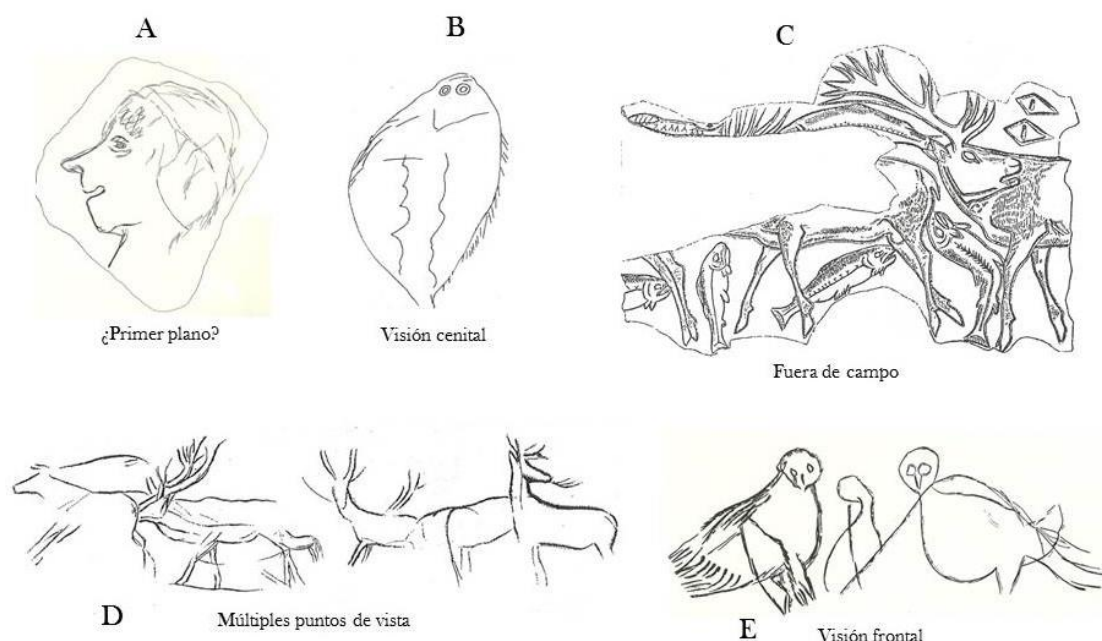 A
B
C
¿Primer plano?
Visión cenital
Fuera de campo
D
Múltiples puntos de vista
E
Visión frontal